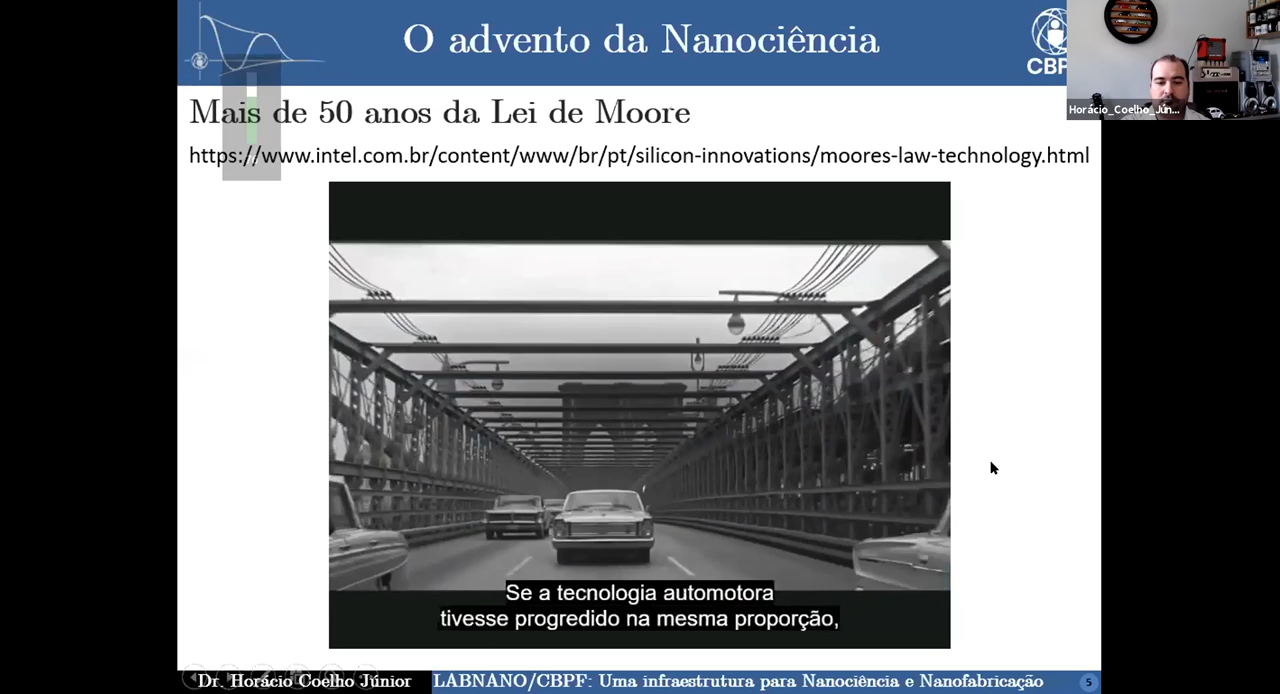 O advento da Nanociência
CBP
Horácio_Coelho_Jún...
Mais de 50 anos da Lei de Moore
https://www.intel.com.br/content/www/br/pt/silicon-innovations/moores-law-technology.html
Se a tecnologia automotora
tivesse progredido na mesma proporção,
Dr. Horácio Coelho Júnior
LABNANO/CBPF: Uma infraestrutura para Nanociência e Nanofabricação
5